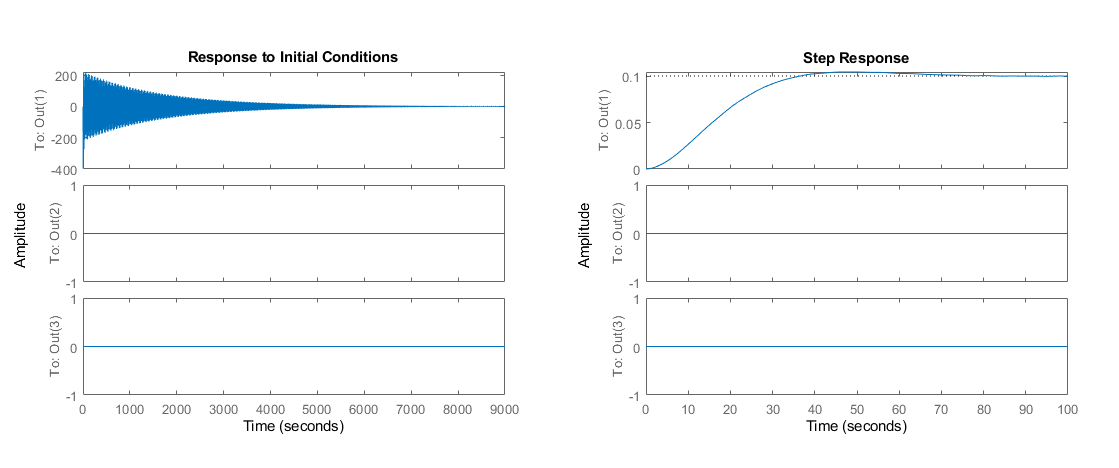 Response to Initial Conditions
To: Out(1)
200
0
-200
-400
Amplitude
To: Out(2)
1
0
-1
To: Out(3)
1
0
-1
0 1000 2000 3000 4000 5000 6000 7000 8000 9000
Time (seconds)
Step Response
To: Out(1)
0.1
0.05
0
Amplitude
To: Out(2)
1
0
-1
To: Out(3)
1
0
-1
0 10 20 30 40 50 60 70 80 90 100
Time (seconds)